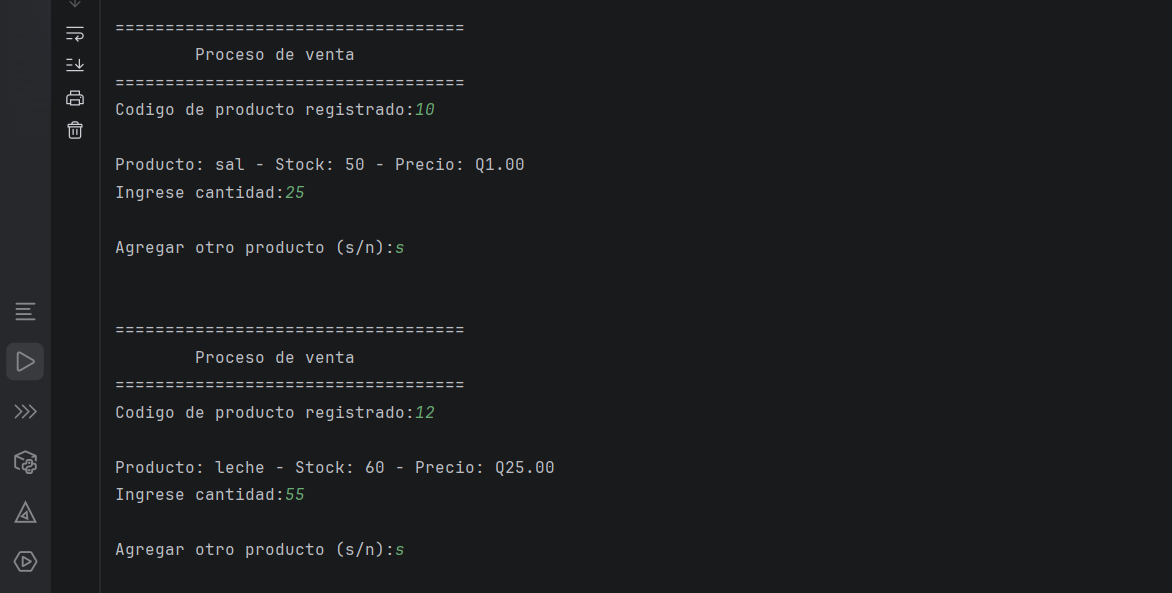 ===================================
Proceso de venta
===================================
Codigo de producto registrado:10
Producto: sal - Stock: 50 - Precio: Q1.00
Ingrese cantidad:25
Agregar otro producto (s/n):s
===================================
Proceso de venta
===================================
Codigo de producto registrado:12
Producto: leche - Stock: 60 - Precio: Q25.00
Ingrese cantidad:55
Agregar otro producto (s/n):s